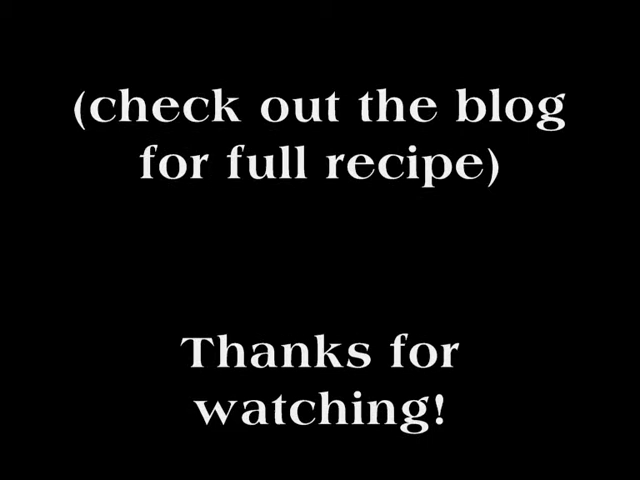 (check out the blog
for full recipe)
Thanks for
watching!